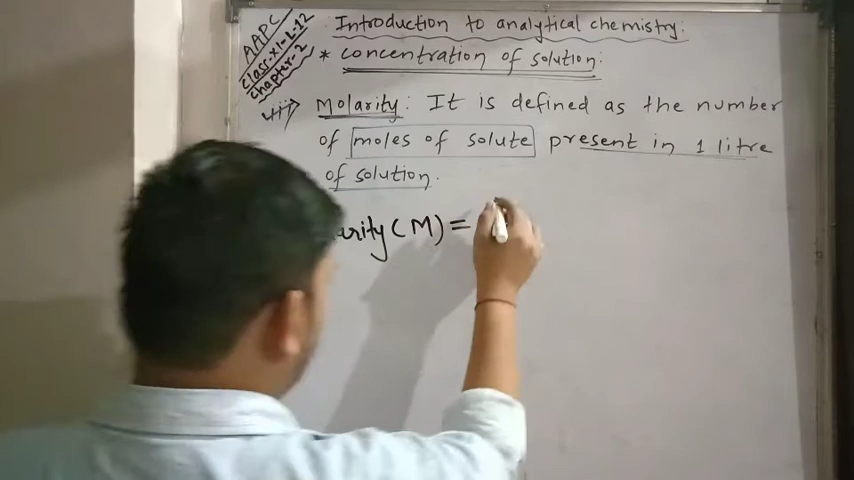 AAPC
Class-XI-L-12
Chapter-2
Introduction to analytical chemistry.
* concentration of solution:
Molarity: It is defined as the number
of moles of solute present in 1 litre
of solution.
arity (M) =